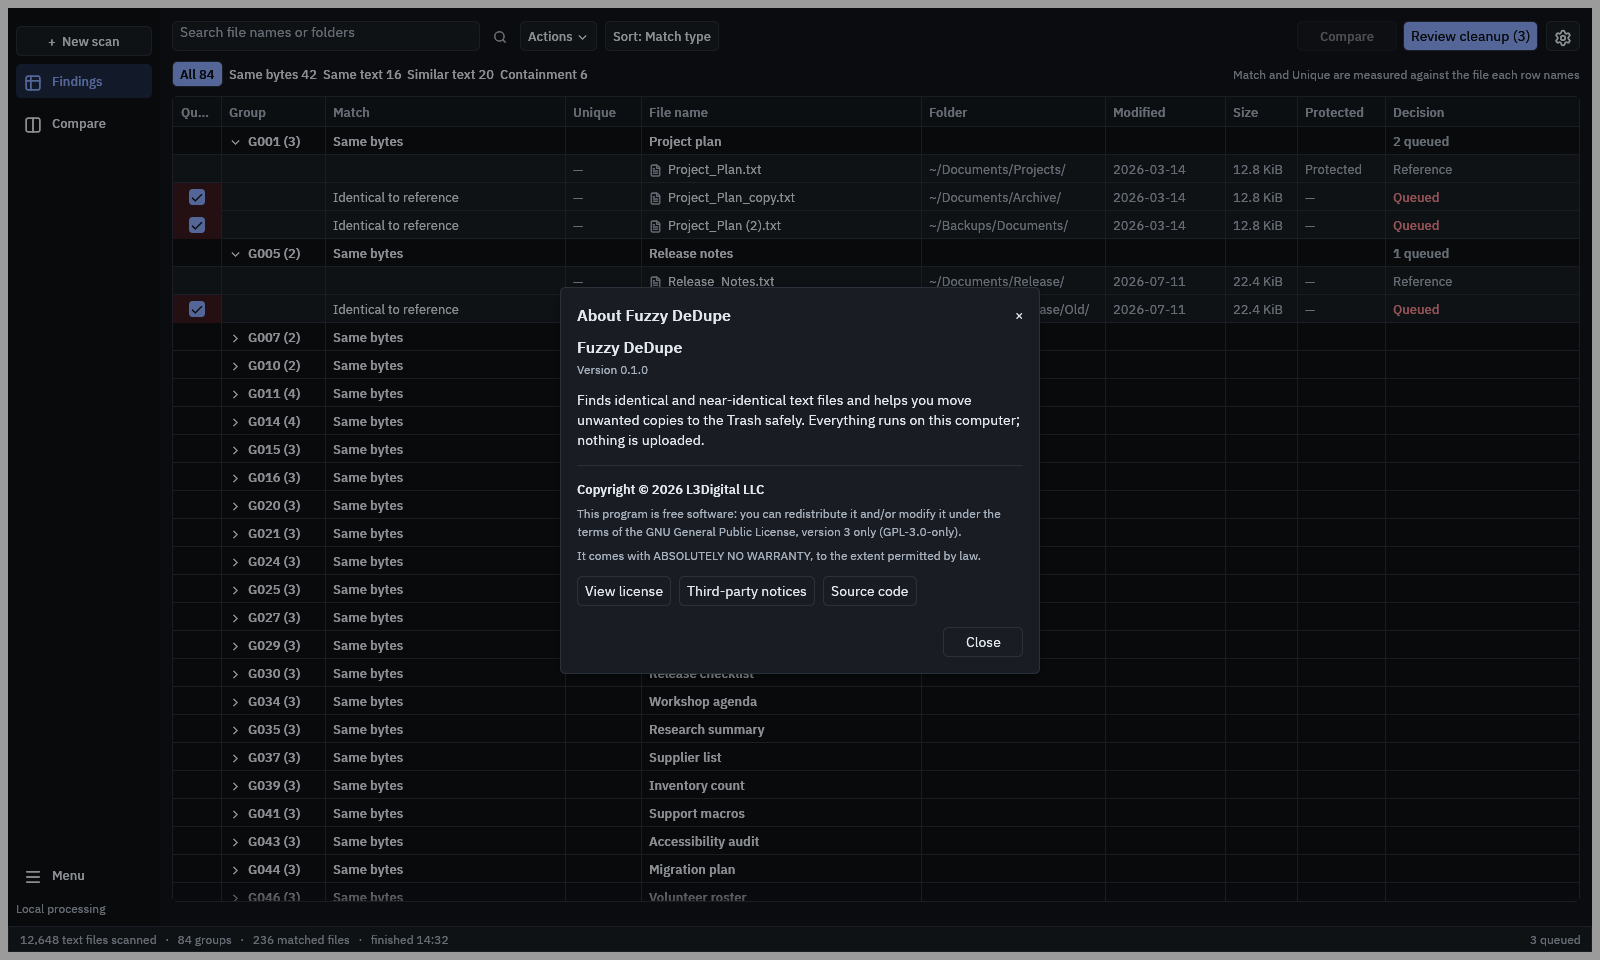 + New scan
Findings
Compare
Menu
Local processing
Search file names or folders
Actions
Sort: Match type
Compare
Review cleanup (3)
All 84 Same bytes 42 Same text 16 Similar text 20 Containment 6
Match and Unique are measured against the file each row names
Qu... Group Match Unique File name Folder Modified Size Protected Decision
G001 (3) Same bytes Project plan 2 queued
— Project_Plan.txt ~/Documents/Projects/ 2026-03-14 12.8 KiB Protected Reference
Identical to reference — Project_Plan_copy.txt ~/Documents/Archive/ 2026-03-14 12.8 KiB — Queued
Identical to reference — Project_Plan (2).txt ~/Backups/Documents/ 2026-03-14 12.8 KiB — Queued
G005 (2) Same bytes Release notes 1 queued
— Release_Notes.txt ~/Documents/Release/ 2026-07-11 22.4 KiB — Reference
Identical to reference ase/Old/ 2026-07-11 22.4 KiB — Queued
G007 (2) Same bytes
G010 (2) Same bytes
G011 (4) Same bytes
G014 (4) Same bytes
G015 (3) Same bytes
G016 (3) Same bytes
G020 (3) Same bytes
G021 (3) Same bytes
G024 (3) Same bytes
G025 (3) Same bytes
G027 (3) Same bytes
G029 (3) Same bytes
G030 (3) Same bytes Release checklist
G034 (3) Same bytes Workshop agenda
G035 (3) Same bytes Research summary
G037 (3) Same bytes Supplier list
G039 (3) Same bytes Inventory count
G041 (3) Same bytes Support macros
G043 (3) Same bytes Accessibility audit
G044 (3) Same bytes Migration plan
G046 (3) Same bytes Volunteer roster
About Fuzzy DeDupe ×
Fuzzy DeDupe
Version 0.1.0
Finds identical and near-identical text files and helps you move
unwanted copies to the Trash safely. Everything runs on this computer;
nothing is uploaded.
Copyright © 2026 L3Digital LLC
This program is free software: you can redistribute it and/or modify it under the
terms of the GNU General Public License, version 3 only (GPL-3.0-only).
It comes with ABSOLUTELY NO WARRANTY, to the extent permitted by law.
View license Third-party notices Source code
Close
12,648 text files scanned · 84 groups · 236 matched files · finished 14:32
3 queued